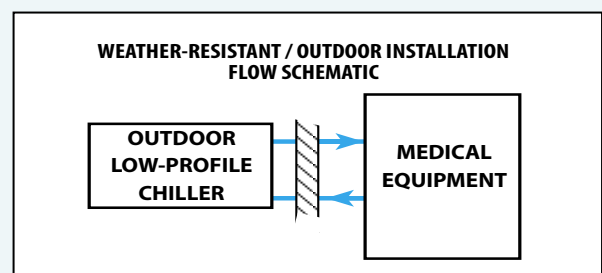 WEATHER-RESISTANT / OUTDOOR INSTALLATION
FLOW SCHEMATIC
OUTDOOR
LOW-PROFILE
CHILLER
MEDICAL
EQUIPMENT